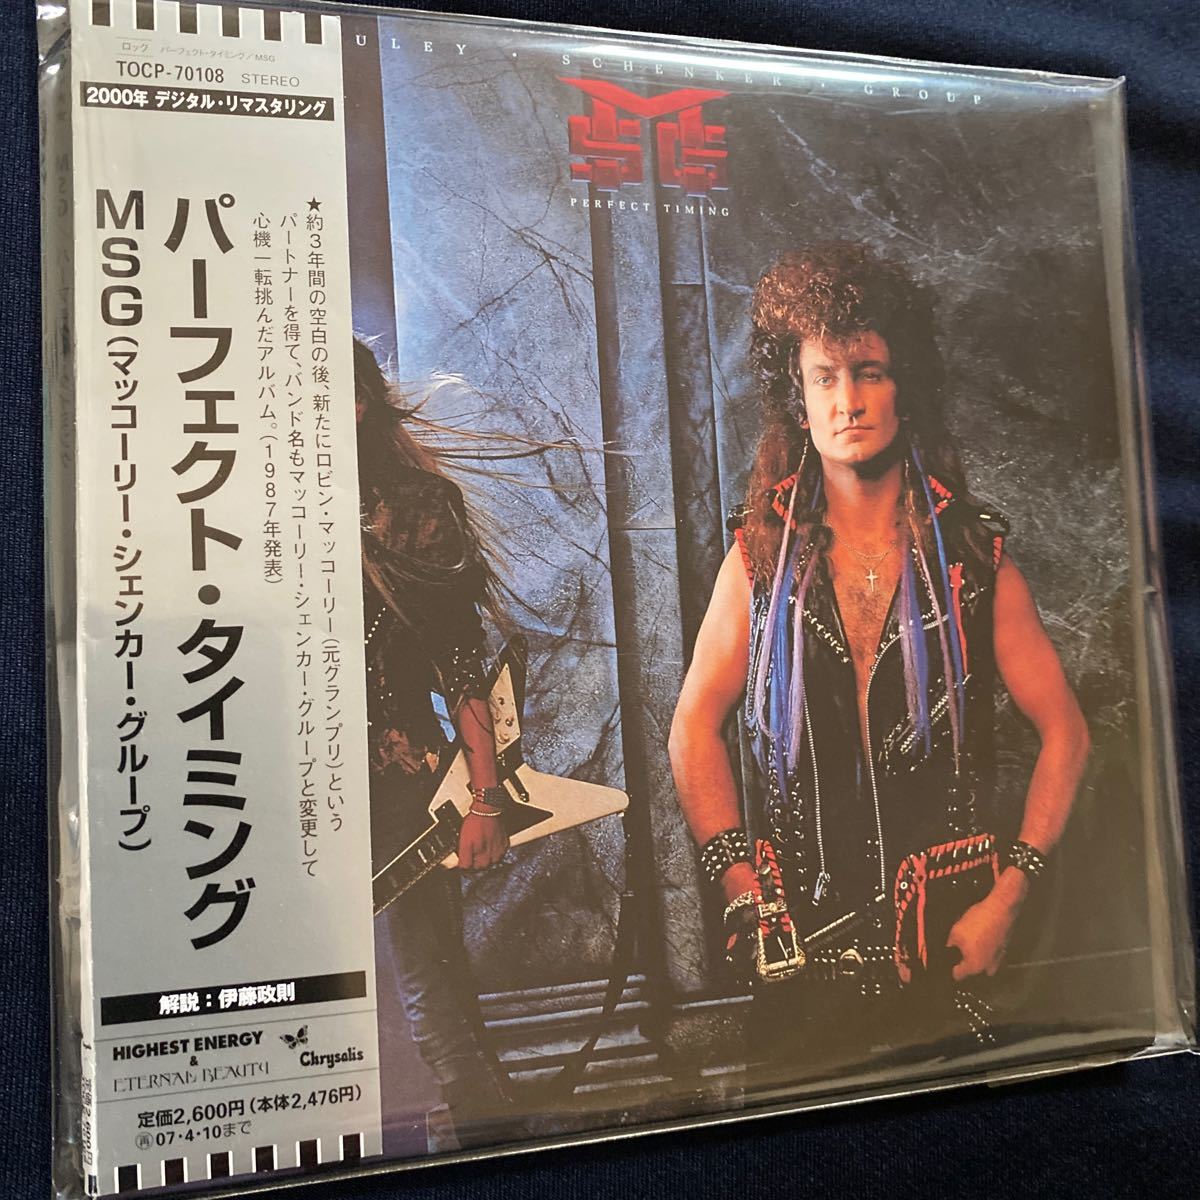 ロック パーフェクト・タイミング/MSG
TOCP-70108 STEREO
2000年 デジタル・リマスタリング
パーフェクト・タイミング
MSG(マッコーリー・シェンカー・グループ)
★約3年間の空白の後、新たにロビン・マッコーリー(元グランプリ)という
パートナーを得て、バンド名もマッコーリー・シェンカー・グループと変更して
心機一転挑んだアルバム。(1987年発表)
解説:伊藤政則
HIGHEST ENERGY
&
ETERNAL BEAUTY
Chrysalis
定価2,600円(本体2,476円)
再07・4・10まで
ULEY · SCHENKER · GROUP
MSG
PERFECT TIMING